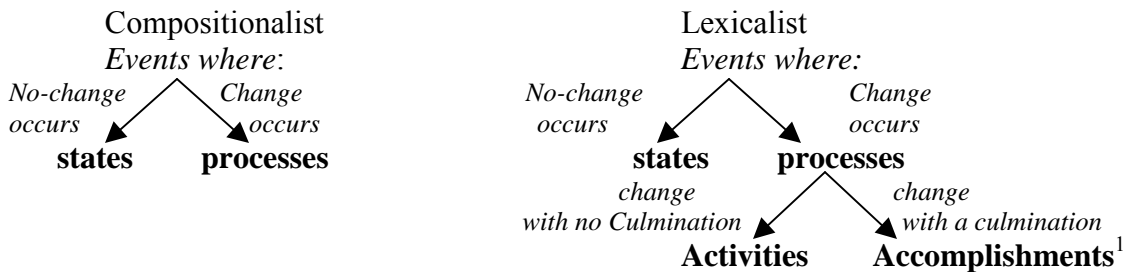 Compositionalist
Events where:
No-change Change
occurs occurs
states processes
Lexicalist
Events where:
No-change Change
occurs occurs
states processes
change change
with no Culmination with a culmination
Activities Accomplishments1